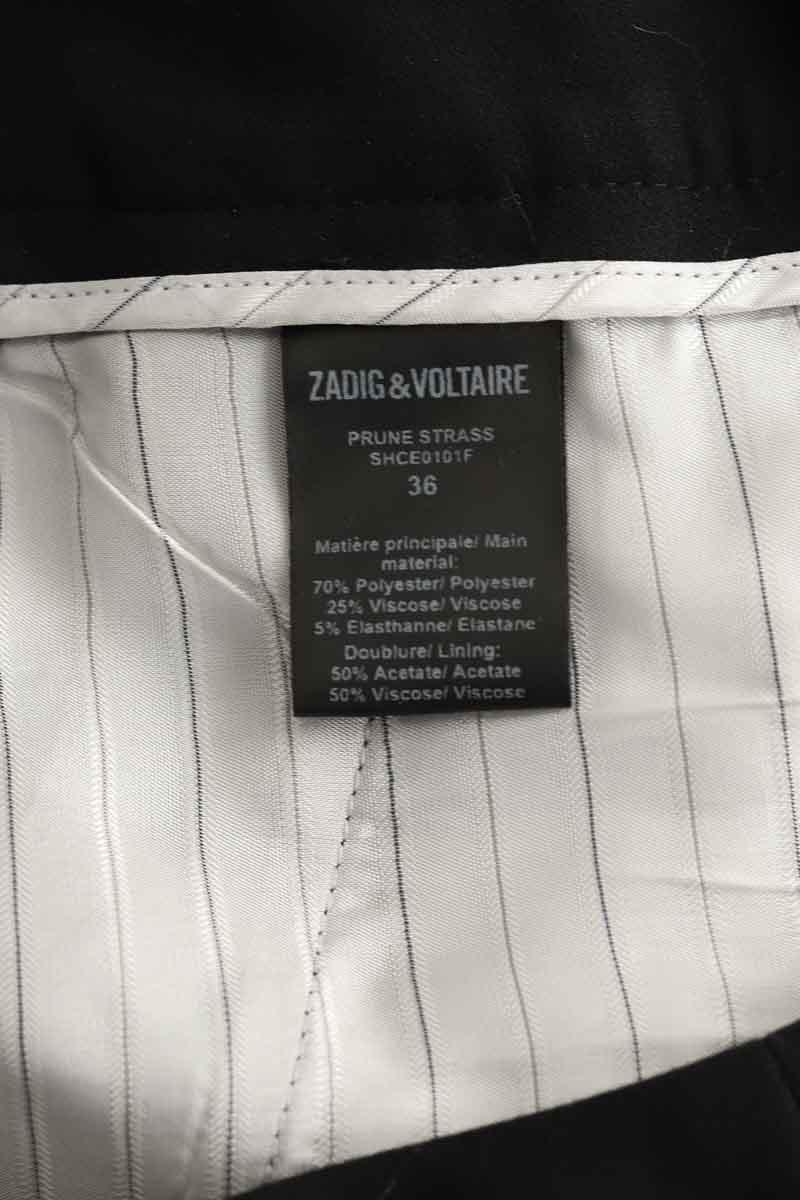 ZADIG&VOLTAIRE
PRUNE STRASS
SHCE0101F
36
Matière principale/ Main
material:
70% Polyester/ Polyester
25% Viscose/ Viscose
5% Elasthanne/ Elastane
Doublure/ Lining:
50% Acetate/ Acetate
50% Viscose/ Viscose